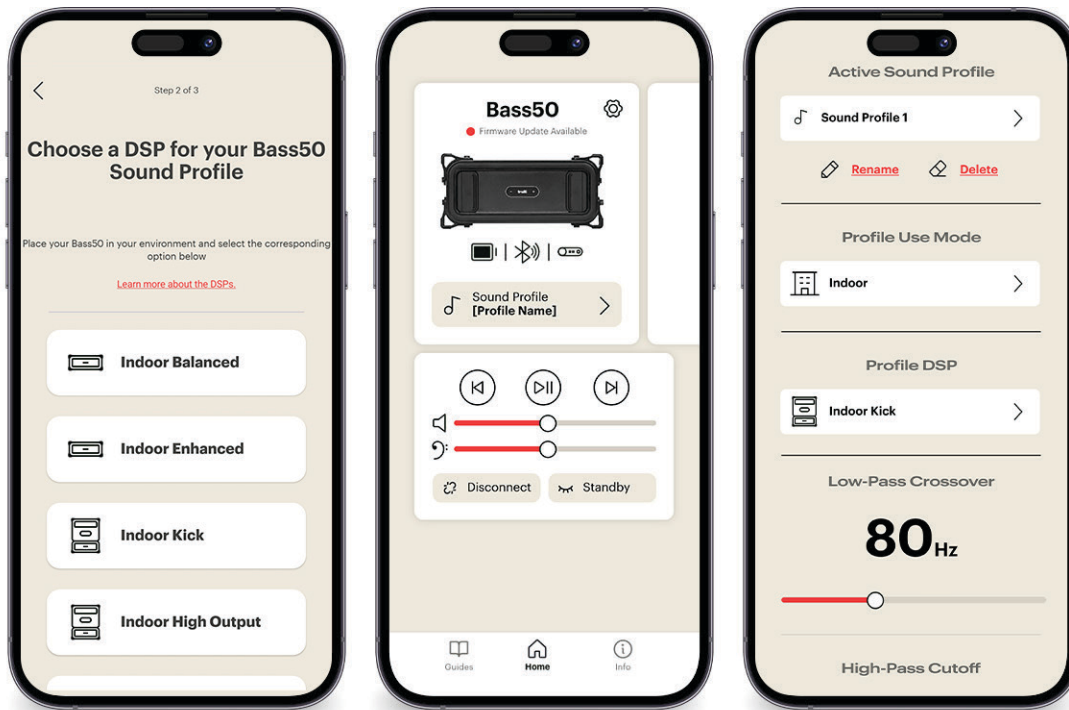 Step 2 of 3
Choose a DSP for your Bass50
Sound Profile
Place your Bass50 in your environment and select the corresponding
option below
Learn more about the DSPs.
Indoor Balanced
Indoor Enhanced
Indoor Kick
Indoor High Output
Bass50
Firmware Update Available
Sound Profile
[Profile Name]
Disconnect
Standby
Guides
Home
Info
Active Sound Profile
Sound Profile 1
Rename
Delete
Profile Use Mode
Indoor
Profile DSP
Indoor Kick
Low-Pass Crossover
80Hz
High-Pass Cutoff